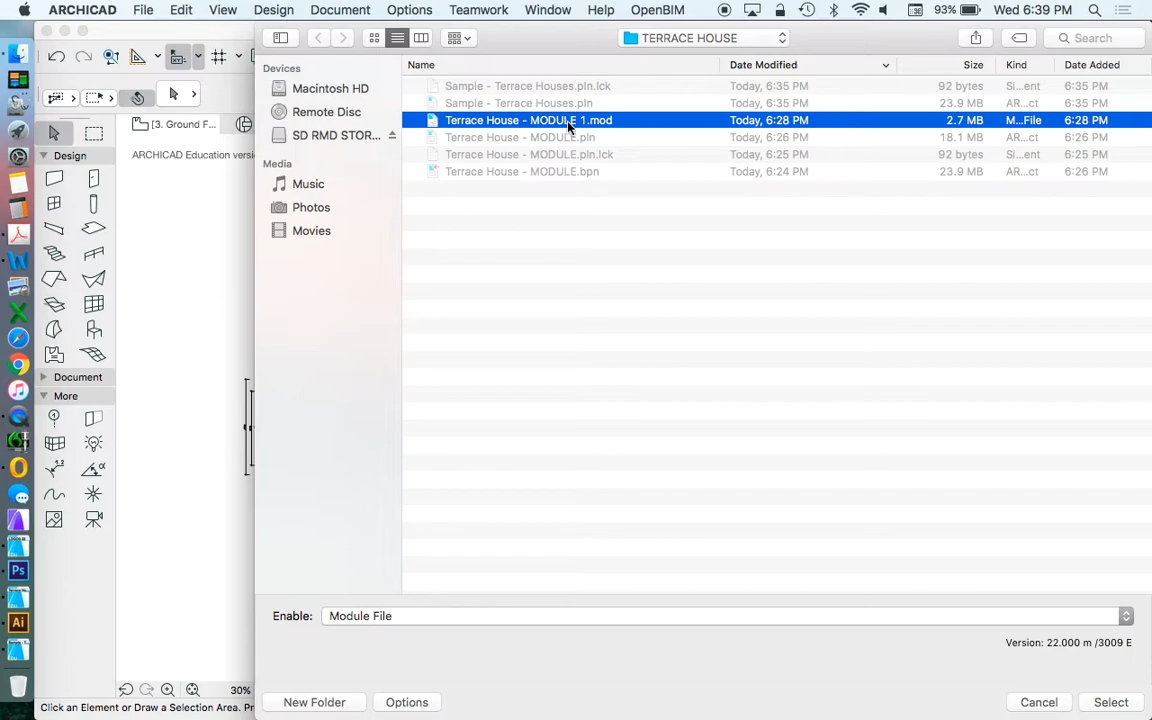 ARCHICAD File Edit View Design Document Options Teamwork Window Help OpenBIM 93% Wed 6:39 PM
TERRACE HOUSE Search
Devices
Macintosh HD
Remote Disc
SD RMD STOR...
Media
Music
Photos
Movies
Name Date Modified Size Kind Date Added
Sample - Terrace Houses.pln.lck Today, 6:35 PM 92 bytes Si...ent 6:35 PM
Sample - Terrace Houses.pln Today, 6:35 PM 23.9 MB AR...ct 6:35 PM
Terrace House - MODULE 1.mod Today, 6:28 PM 2.7 MB M...File 6:28 PM
Terrace House - MODULE.pln Today, 6:26 PM 18.1 MB AR...ct 6:26 PM
Terrace House - MODULE.pln.lck Today, 6:25 PM 92 bytes Si...ent 6:25 PM
Terrace House - MODULE.bpn Today, 6:24 PM 23.9 MB AR...ct 6:26 PM
[3. Ground F...
ARCHICAD Education versi
Design
Document
More
30%
Click an Element or Draw a Selection Area. Pr
Enable: Module File
Version: 22.000 m /3009 E
New Folder Options Cancel Select